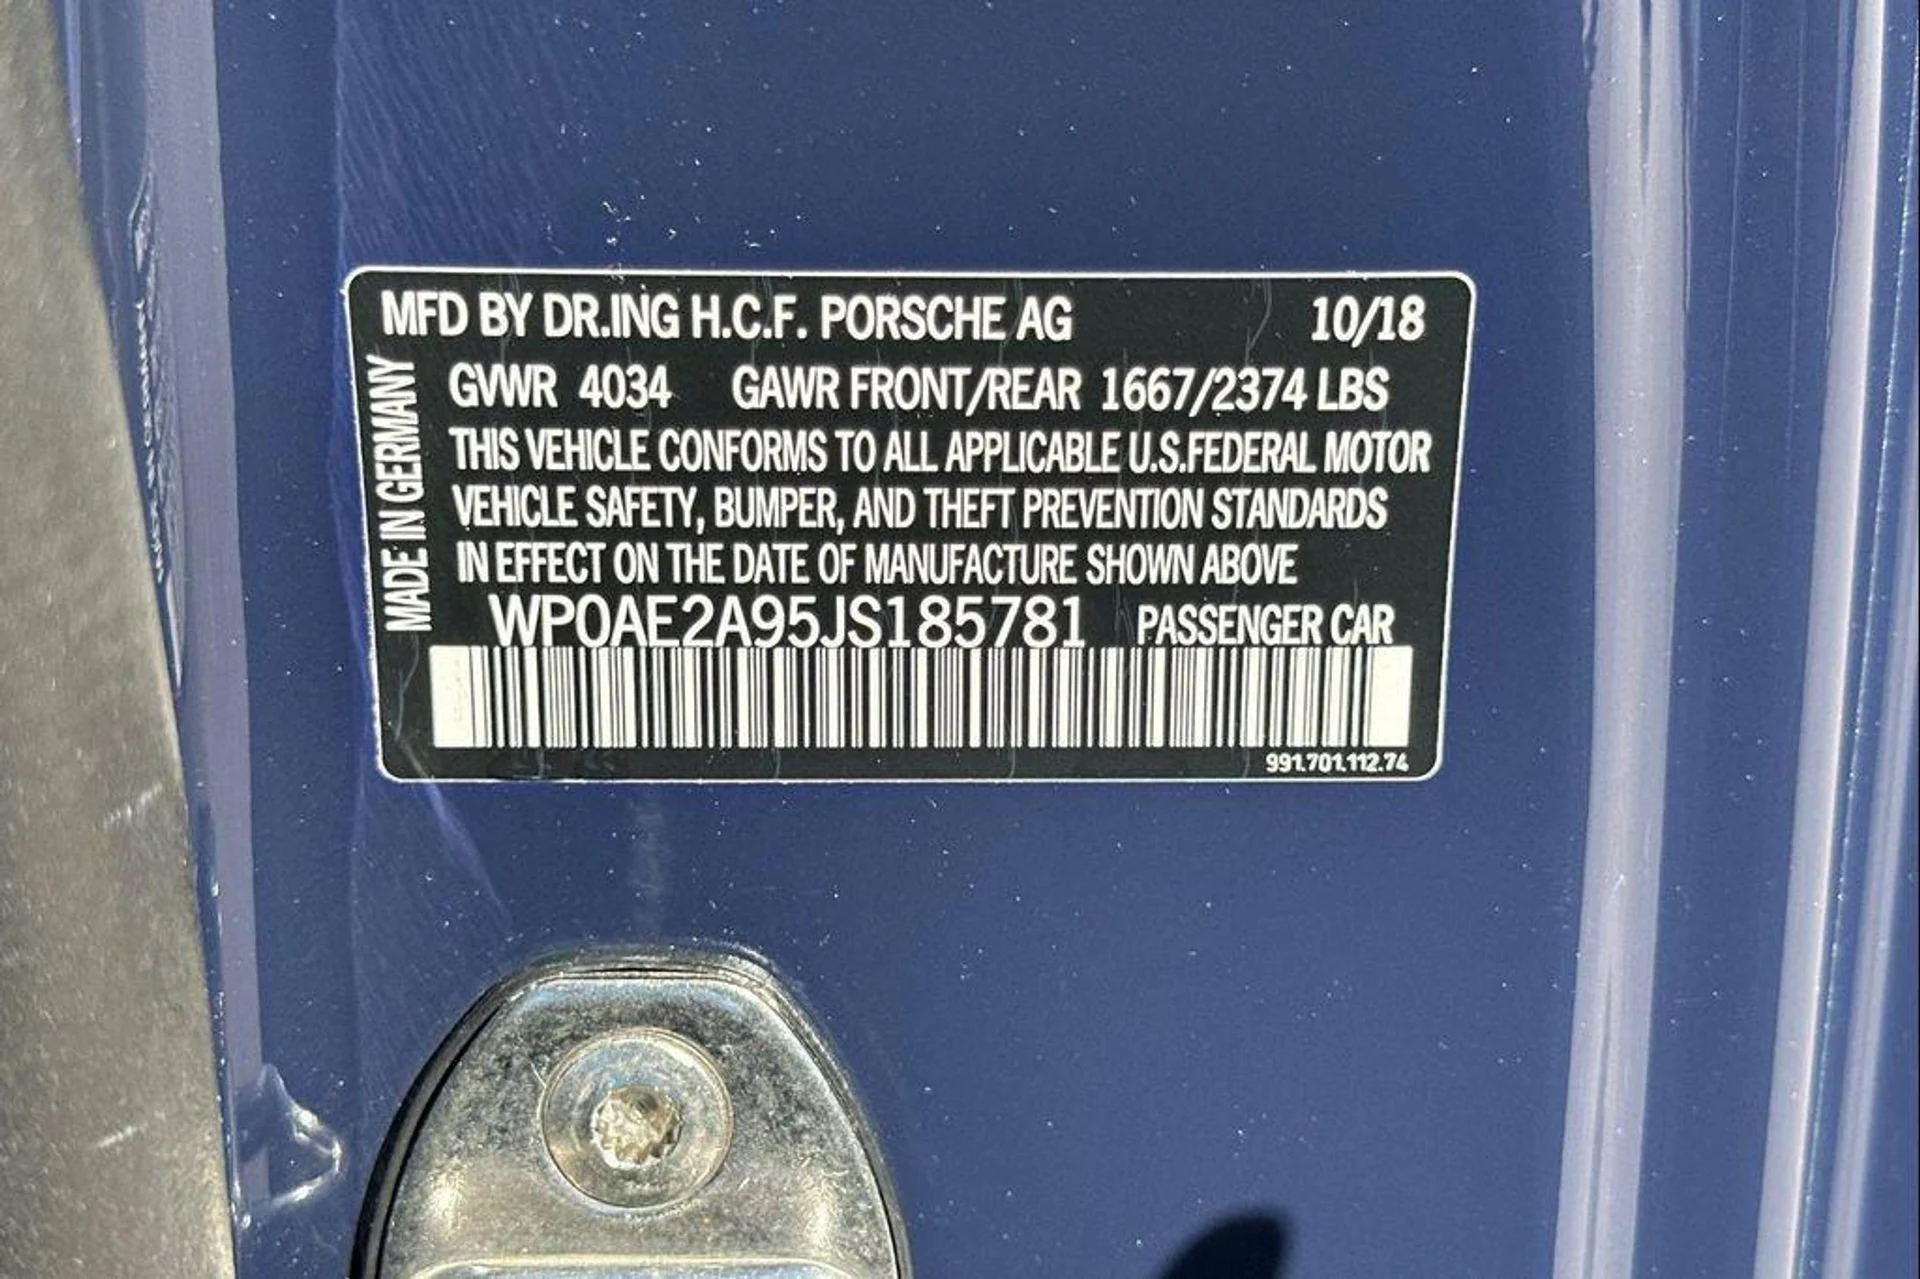 MFD BY DR.ING H.C.F. PORSCHE AG 10/18
MADE IN GERMANY
GVWR 4034 GAWR FRONT/REAR 1667/2374 LBS
THIS VEHICLE CONFORMS TO ALL APPLICABLE U.S.FEDERAL MOTOR
VEHICLE SAFETY, BUMPER, AND THEFT PREVENTION STANDARDS
IN EFFECT ON THE DATE OF MANUFACTURE SHOWN ABOVE
WP0AE2A95JS185781 PASSENGER CAR
991.701.112.74